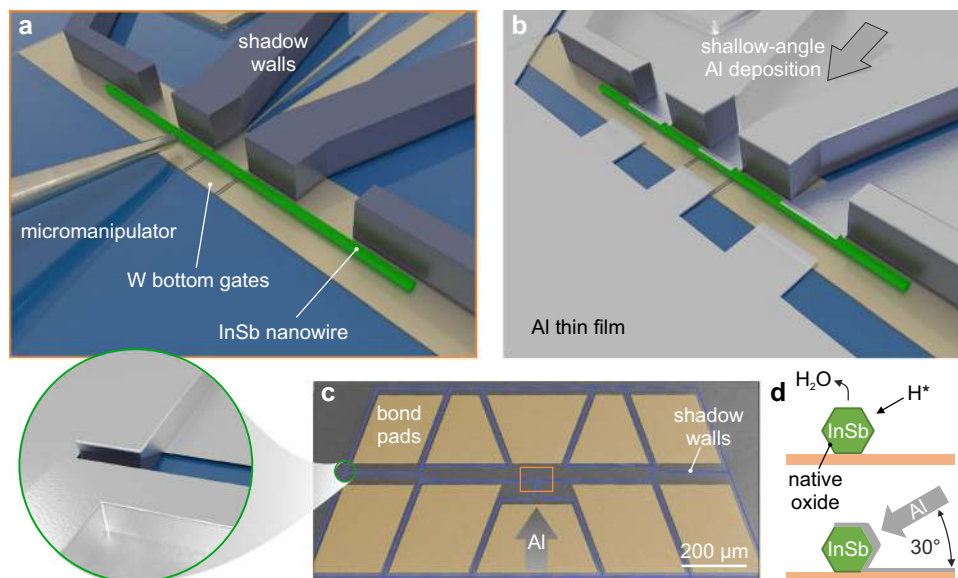 a
shadow
walls
micromanipulator
W bottom gates
InSb nanowire
b
shallow-angle
Al deposition
Al thin film
c
bond
pads
shadow
walls
Al
200 µm
d
H₂O
H*
InSb
native
oxide
Al
InSb
30°